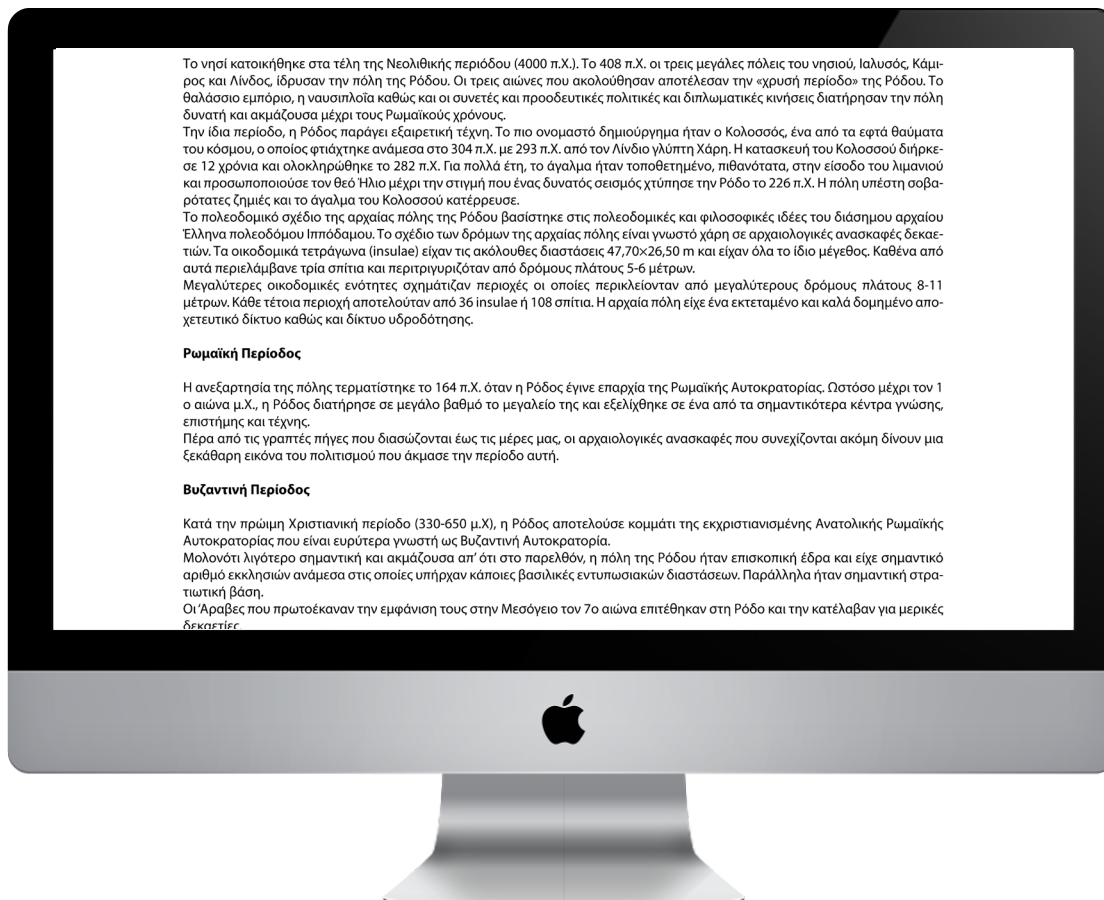 Το νησί κατοικήθηκε στα τέλη της Νεολιθικής περιόδου (4000 π.Χ.). Το 408 π.Χ. οι τρεις μεγάλες πόλεις του νησιού, Ιαλυσός, Κάμι-
ρος και Λίνδος, ίδρυσαν την πόλη της Ρόδου. Οι τρεις αιώνες που ακολούθησαν αποτέλεσαν την «χρυσή περίοδο» της Ρόδου. Το
θαλάσσιο εμπόριο, η ναυσιπλοΐα καθώς και οι συνετές και προοδευτικές πολιτικές και διπλωματικές κινήσεις διατήρησαν την πόλη
δυνατή και ακμάζουσα μέχρι τους Ρωμαϊκούς χρόνους.
Την ίδια περίοδο, η Ρόδος παράγει εξαιρετική τέχνη. Το πιο ονομαστό δημιούργημα ήταν ο Κολοσσός, ένα από τα εφτά θαύματα
του κόσμου, ο οποίος φτιάχτηκε ανάμεσα στο 304 π.Χ. με 293 π.Χ. από τον Λίνδιο γλύπτη Χάρη. Η κατασκευή του Κολοσσού διήρκε-
σε 12 χρόνια και ολοκληρώθηκε το 282 π.Χ. Για πολλά έτη, το άγαλμα ήταν τοποθετημένο, πιθανότατα, στην είσοδο του λιμανιού
και προσωποποιούσε τον θεό Ήλιο μέχρι την στιγμή που ένας δυνατός σεισμός χτύπησε την Ρόδο το 226 π.Χ. Η πόλη υπέστη σοβα-
ρότατες ζημιές και το άγαλμα του Κολοσσού κατέρρευσε.
Το πολεοδομικό σχέδιο της αρχαίας πόλης της Ρόδου βασίστηκε στις πολεοδομικές και φιλοσοφικές ιδέες του διάσημου αρχαίου
Έλληνα πολεοδόμου Ιππόδαμου. Το σχέδιο των δρόμων της αρχαίας πόλης είναι γνωστό χάρη σε αρχαιολογικές ανασκαφές δεκαε-
τιών. Τα οικοδομικά τετράγωνα (insulae) είχαν τις ακόλουθες διαστάσεις 47,70×26,50 m και είχαν όλα το ίδιο μέγεθος. Καθένα από
αυτά περιελάμβανε τρία σπίτια και περιτριγυριζόταν από δρόμους πλάτους 5-6 μέτρων.
Μεγαλύτερες οικοδομικές ενότητες σχημάτιζαν περιοχές οι οποίες περικλείονταν από μεγαλύτερους δρόμους πλάτους 8-11
μέτρων. Κάθε τέτοια περιοχή αποτελούταν από 36 insulae ή 108 σπίτια. Η αρχαία πόλη είχε ένα εκτεταμένο και καλά δομημένο απο-
χετευτικό δίκτυο καθώς και δίκτυο υδροδότησης.
Ρωμαϊκή Περίοδος
Η ανεξαρτησία της πόλης τερματίστηκε το 164 π.Χ. όταν η Ρόδος έγινε επαρχία της Ρωμαϊκής Αυτοκρατορίας. Ωστόσο μέχρι τον 1
ο αιώνα μ.Χ., η Ρόδος διατήρησε σε μεγάλο βαθμό το μεγαλείο της και εξελίχθηκε σε ένα από τα σημαντικότερα κέντρα γνώσης,
επιστήμης και τέχνης.
Πέρα από τις γραπτές πήγες που διασώζονται έως τις μέρες μας, οι αρχαιολογικές ανασκαφές που συνεχίζονται ακόμη δίνουν μια
ξεκάθαρη εικόνα του πολιτισμού που άκμασε την περίοδο αυτή.
Βυζαντινή Περίοδος
Κατά την πρώιμη Χριστιανική περίοδο (330-650 μ.Χ), η Ρόδος αποτελούσε κομμάτι της εκχριστιανισμένης Ανατολικής Ρωμαϊκής
Αυτοκρατορίας που είναι ευρύτερα γνωστή ως Βυζαντινή Αυτοκρατορία.
Μολονότι λιγότερο σημαντική και ακμάζουσα απ’ ότι στο παρελθόν, η πόλη της Ρόδου ήταν επισκοπική έδρα και είχε σημαντικό
αριθμό εκκλησιών ανάμεσα στις οποίες υπήρχαν κάποιες βασιλικές εντυπωσιακών διαστάσεων. Παράλληλα ήταν σημαντική στρα-
τιωτική βάση.
Οι ‘Αραβες που πρωτοέκαναν την εμφάνιση τους στην Μεσόγειο τον 7ο αιώνα επιτέθηκαν στη Ρόδο και την κατέλαβαν για μερικές
δεκαετίες.